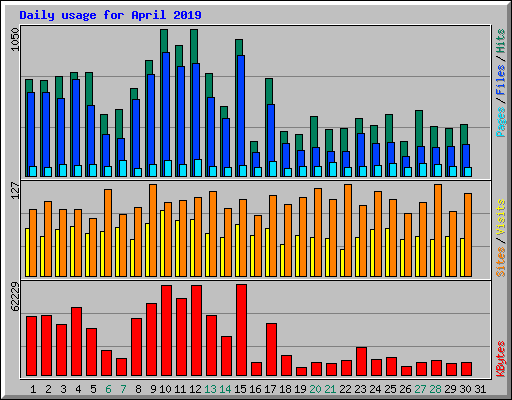 Daily usage for April 2019
1050
Pages / Files / Hits
127
Sites / Visits
62229
KBytes
1 2 3 4 5 6 7 8 9 10 11 12 13 14 15 16 17 18 19 20 21 22 23 24 25 26 27 28 29 30 31